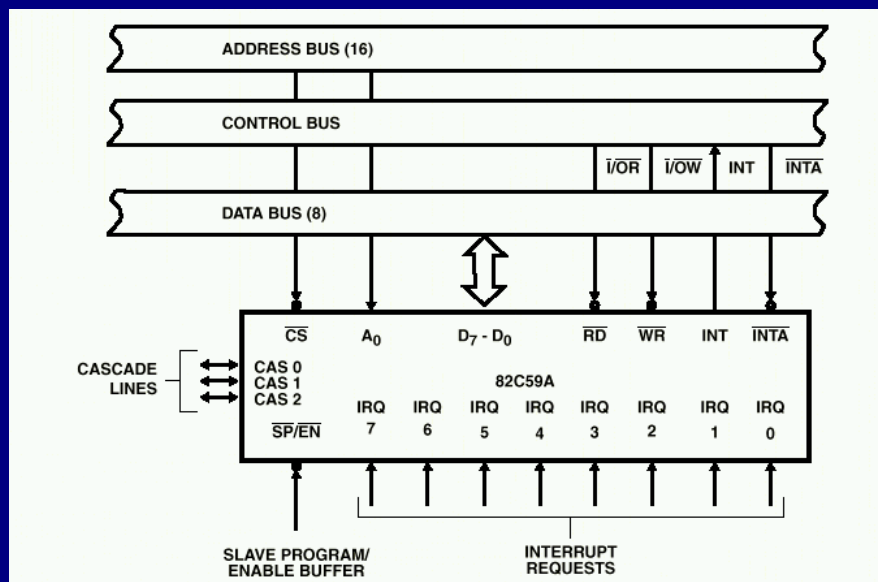 ADDRESS BUS (16)
CONTROL BUS
I/OR I/OW INT INTA
DATA BUS (8)
CS A0 D7 - D0 RD WR INT INTA
CASCADE
LINES
CAS 0
CAS 1
CAS 2
82C59A
IRQ IRQ IRQ IRQ IRQ IRQ IRQ IRQ
SP/EN 7 6 5 4 3 2 1 0
SLAVE PROGRAM/
ENABLE BUFFER
INTERRUPT
REQUESTS